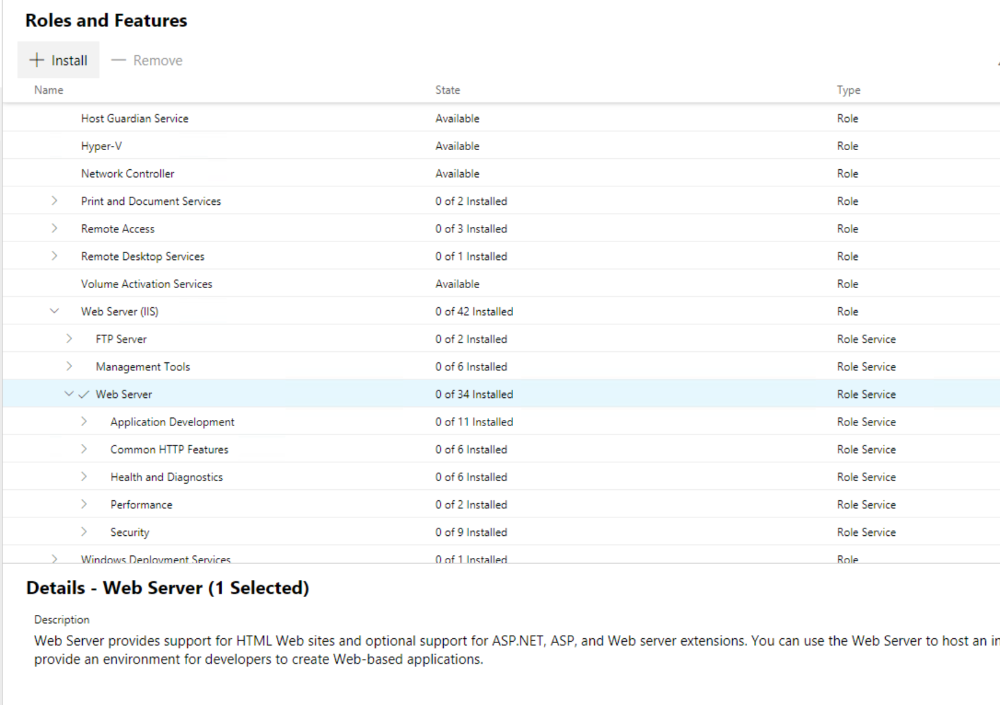 Roles and Features
Install Remove
Name State Type
Host Guardian Service Available Role
Hyper-V Available Role
Network Controller Available Role
Print and Document Services 0 of 2 Installed Role
Remote Access 0 of 3 Installed Role
Remote Desktop Services 0 of 1 Installed Role
Volume Activation Services Available Role
Web Server (IIS) 0 of 42 Installed Role
FTP Server 0 of 2 Installed Role Service
Management Tools 0 of 6 Installed Role Service
Web Server 0 of 34 Installed Role Service
Application Development 0 of 11 Installed Role Service
Common HTTP Features 0 of 6 Installed Role Service
Health and Diagnostics 0 of 6 Installed Role Service
Performance 0 of 2 Installed Role Service
Security 0 of 9 Installed Role Service
Windows Deployment Services 0 of 1 Installed Role
Details - Web Server (1 Selected)
Description
Web Server provides support for HTML Web sites and optional support for ASP.NET, ASP, and Web server extensions. You can use the Web Server to host an
provide an environment for developers to create Web-based applications.